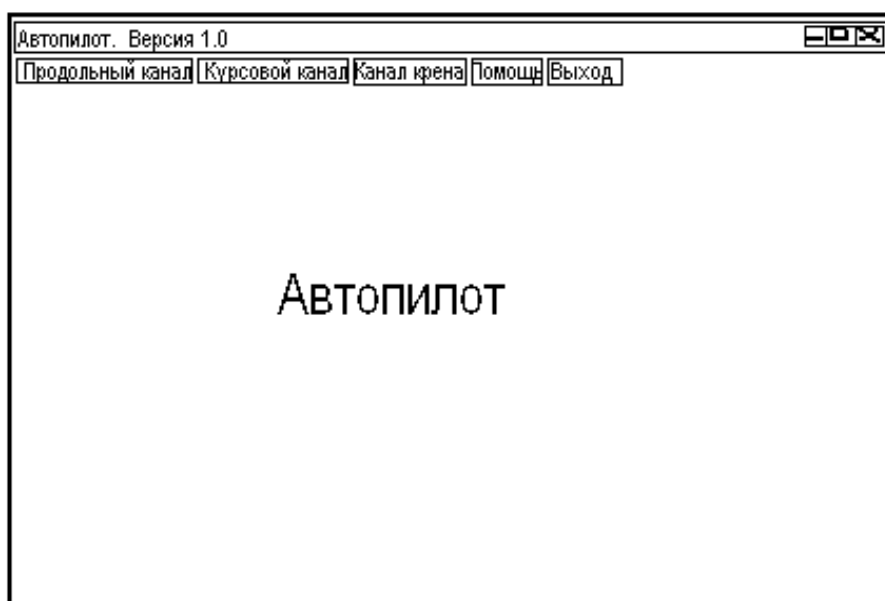 Автопилот. Версия 1.0
Продольный канал Курсовой канал Канал крена Помощь Выход
Автопилот